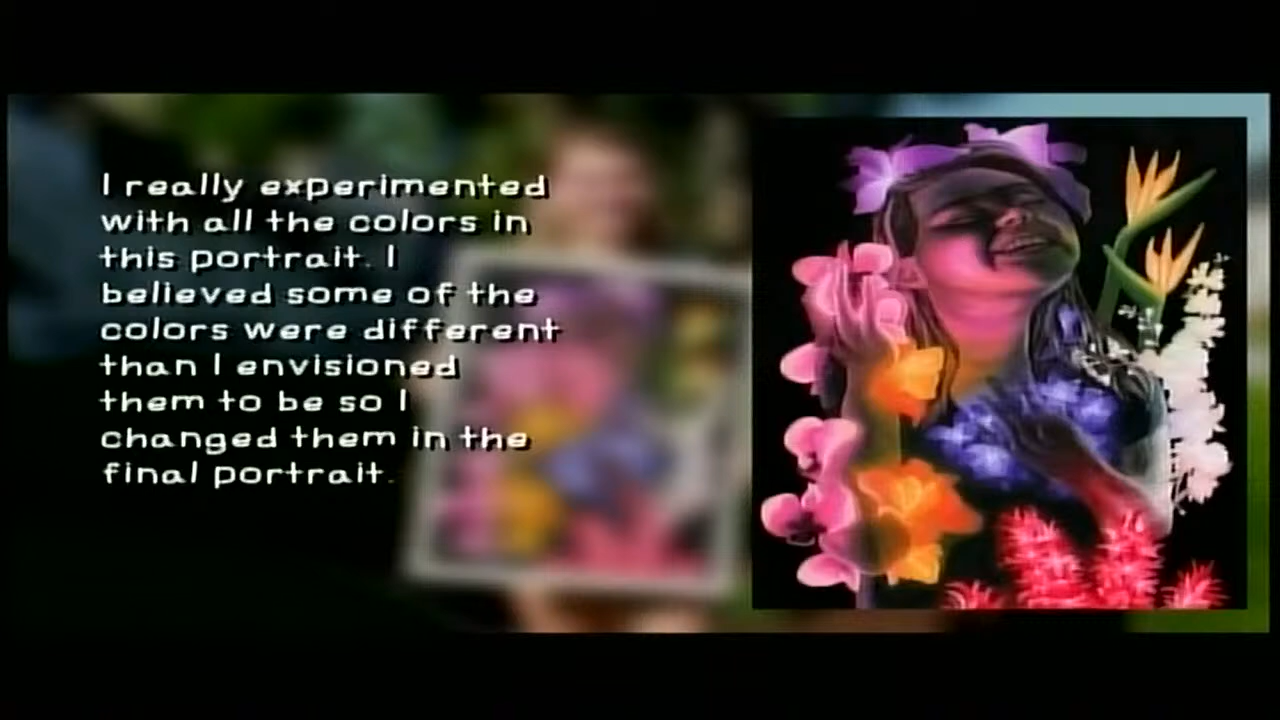 I really experimented
with all the colors in
this portrait. I
believed some of the
colors were different
than I envisioned
them to be so I
changed them in the
final portrait.